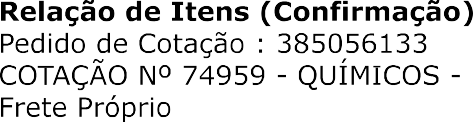 Relação de Itens (Confirmação)
Pedido de Cotação : 385056133
COTAÇÃO Nº 74959 - QUÍMICOS -
Frete Próprio